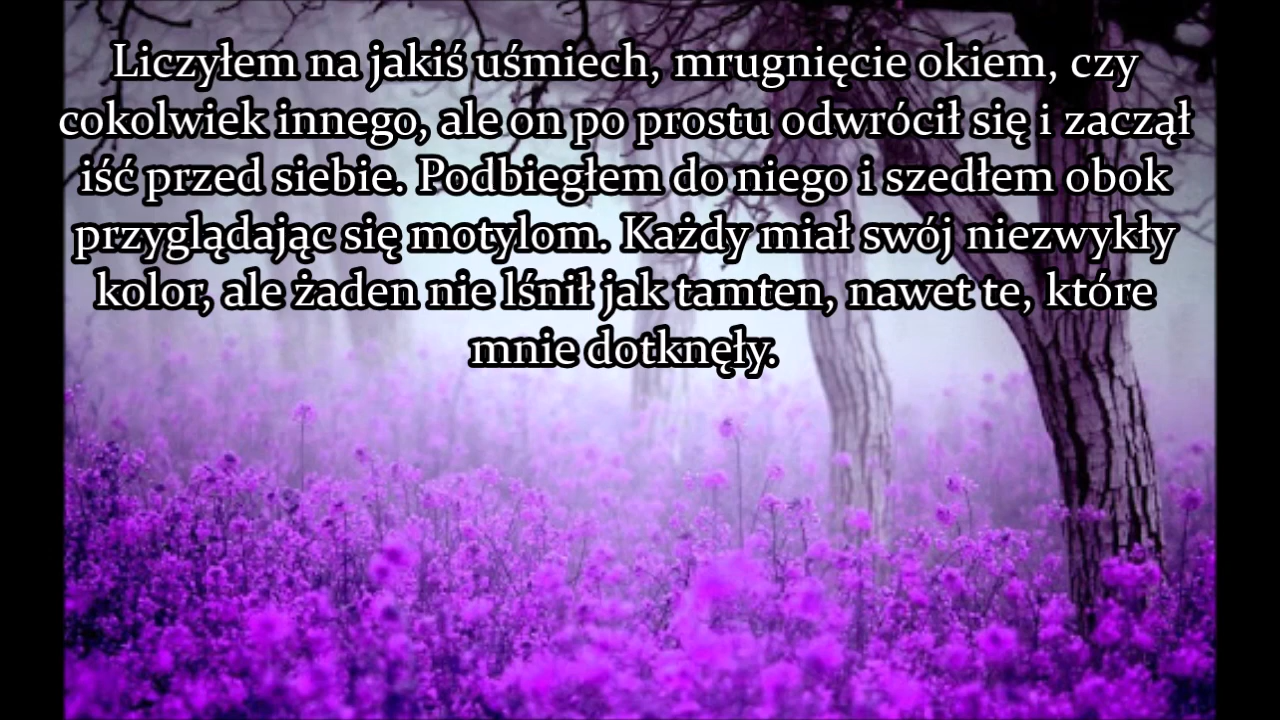 Liczyłem na jakiś uśmiech, mrugnięcie okiem, czy
cokolwiek innego, ale on po prostu odwrócił się i zaczął
iść przed siebie. Podbiegłem do niego i szedłem obok
przyglądając się motylom. Każdy miał swój niezwykły
kolor, ale żaden nie lśnił jak tamten, nawet te, które
mnie dotknęły.